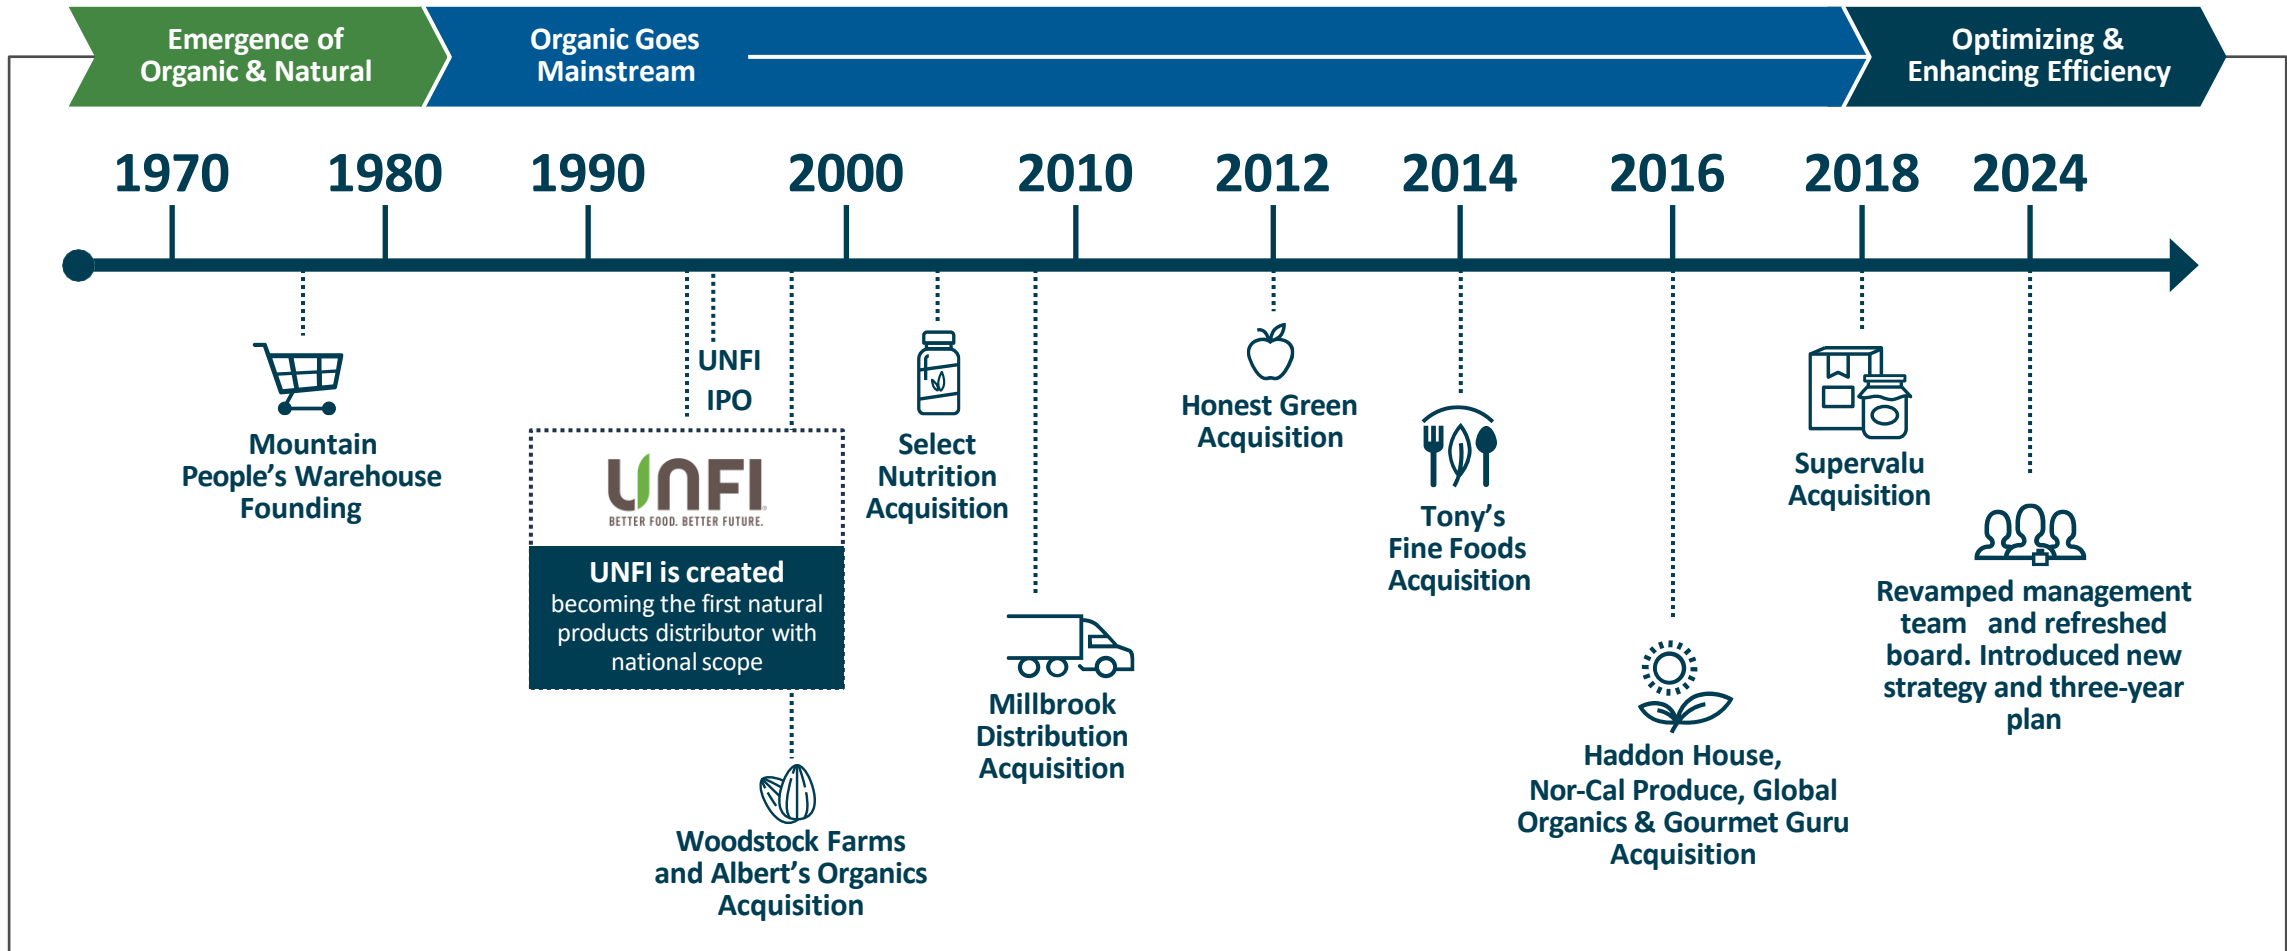 Emergence of
Organic & Natural
Organic Goes
Mainstream
Optimizing &
Enhancing Efficiency
1970
1980
1990
2000
2010
2012
2014
2016
2018
2024
Mountain
People’s Warehouse
Founding
UNFI
IPO
UNFI
BETTER FOOD. BETTER FUTURE.
UNFI is created
becoming the first natural
products distributor with
national scope
Woodstock Farms
and Albert’s Organics
Acquisition
Select
Nutrition
Acquisition
Millbrook
Distribution
Acquisition
Honest Green
Acquisition
Tony’s
Fine Foods
Acquisition
Haddon House,
Nor-Cal Produce, Global
Organics & Gourmet Guru
Acquisition
Supervalu
Acquisition
Revamped management
team and refreshed
board. Introduced new
strategy and three-year
plan